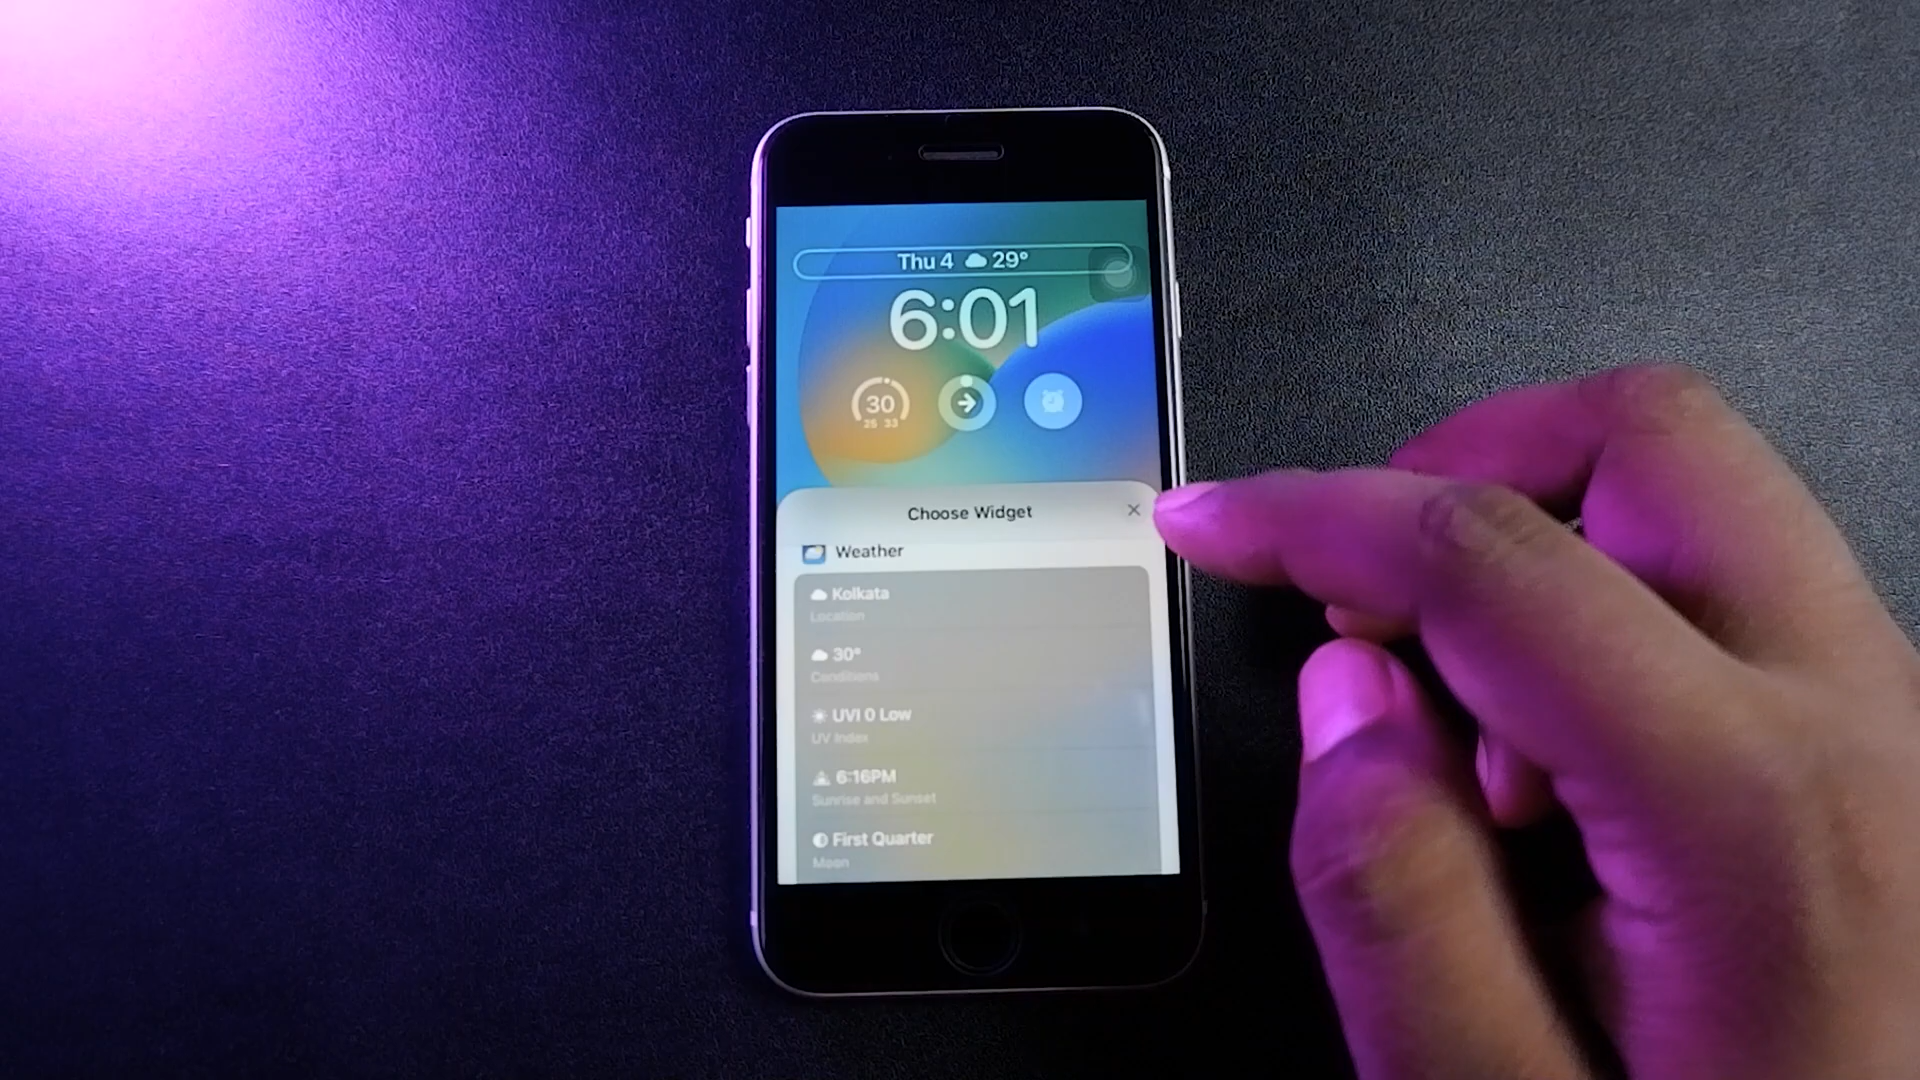 Thu 4 29°
6:01
30
25 33
Choose Widget
Weather
Kolkata
Location
30°
Conditions
UVI 0 Low
UV Index
6:16PM
Sunrise and Sunset
First Quarter
Moon